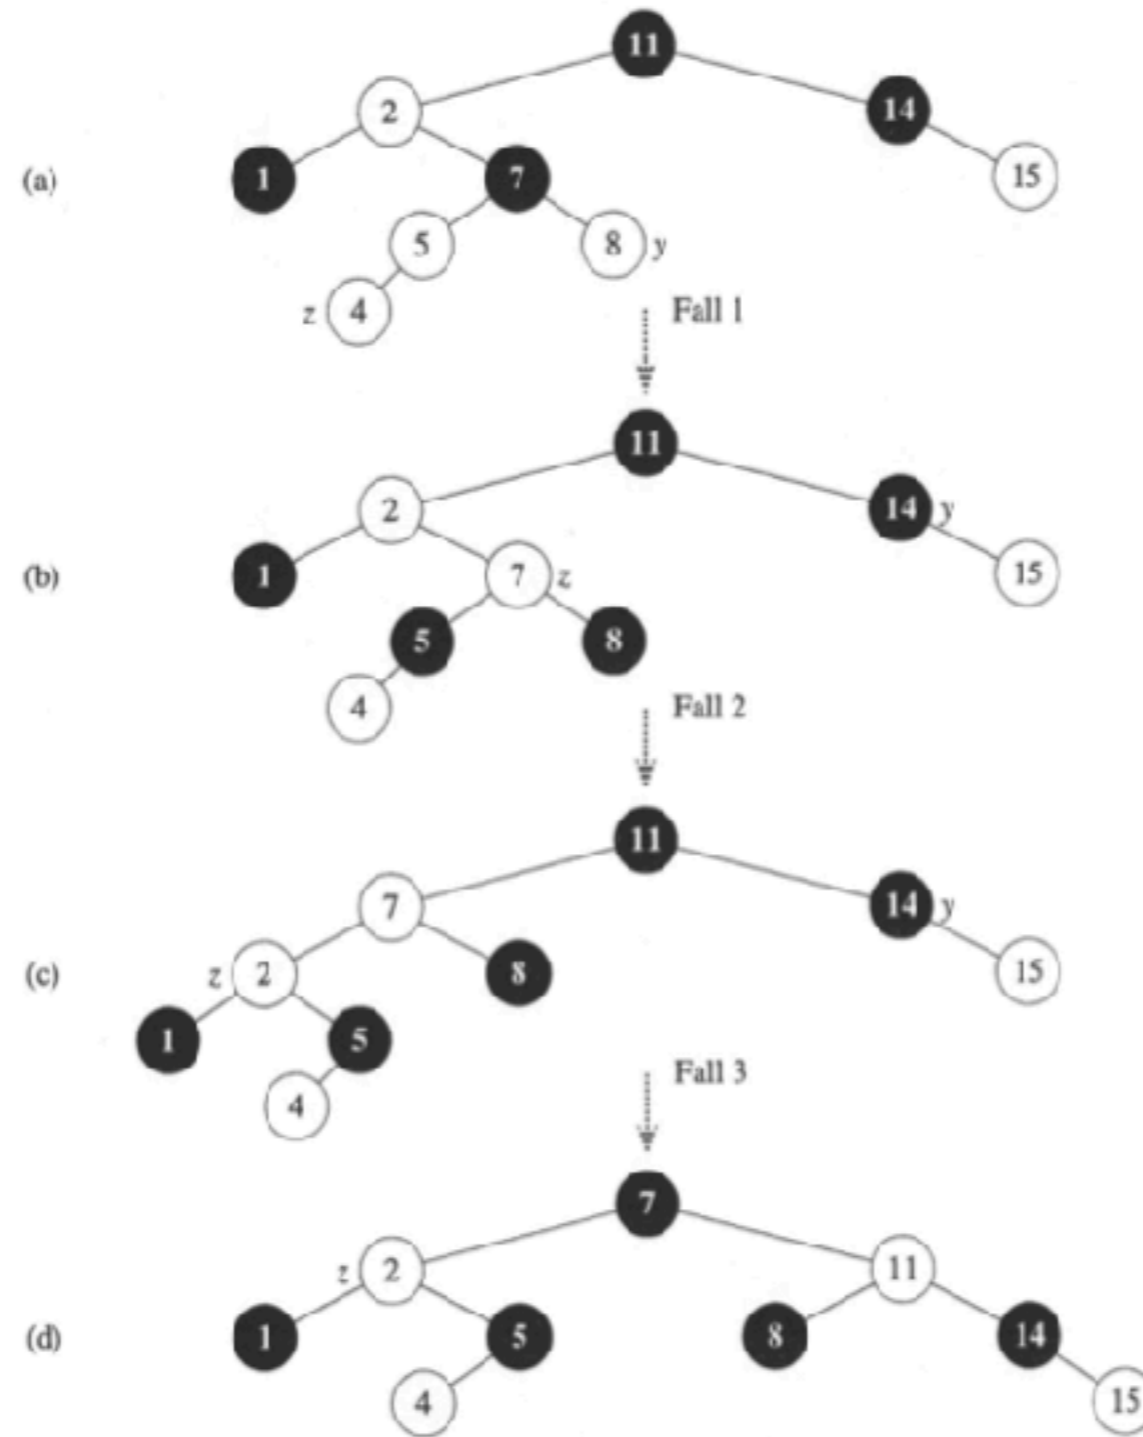 11
2 14
(a) 1 7 15
5 8 y
z 4 Fall 1
11
2 14 y
(b) 1 7 z 15
5 8
4 Fall 2
11
7 14 y
(c) z 2 8 15
1 5
4 Fall 3
7
z 2 11
(d) 1 5 8 14
4 15